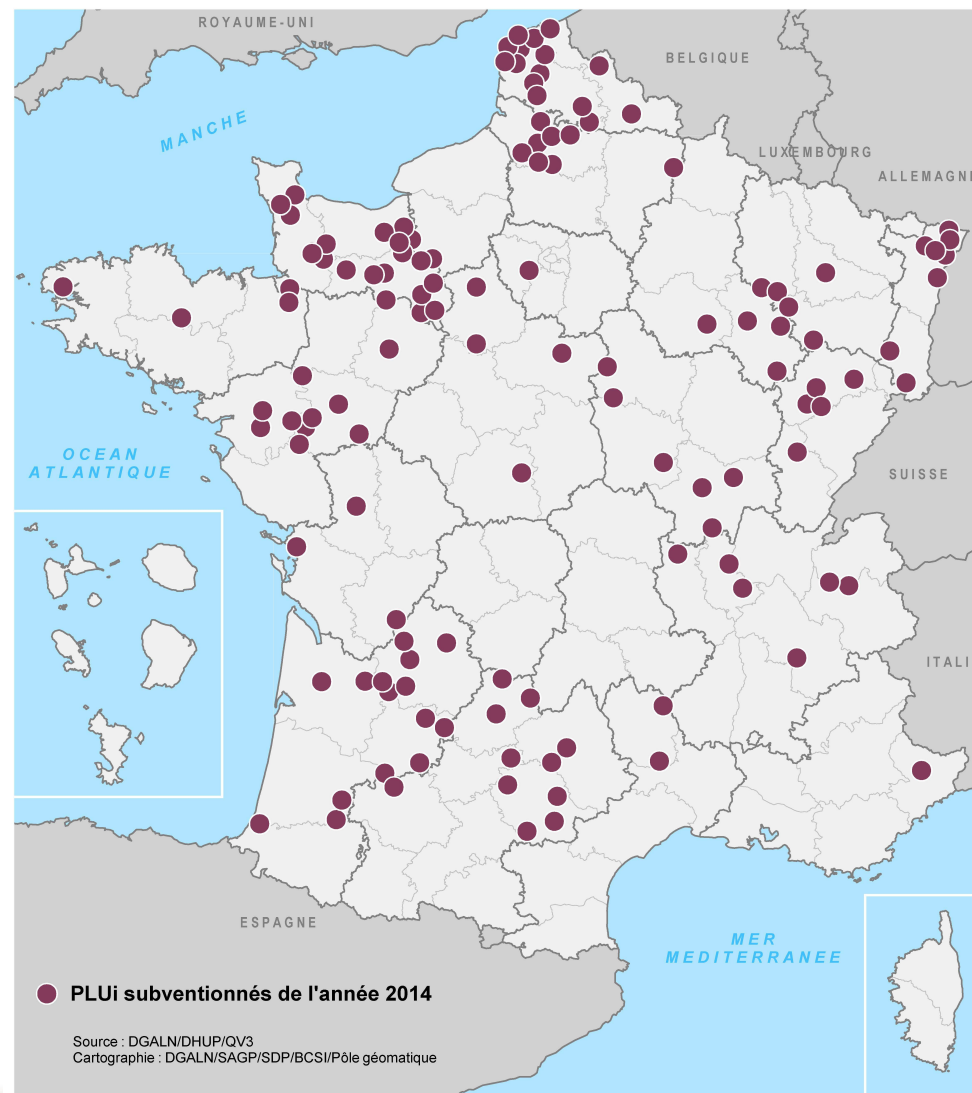 ROYAUME-UNI
BELGIQUE
MANCHE
LUXEMBOURG
ALLEMAGNE
OCEAN
ATLANTIQUE
SUISSE
ITALI
ESPAGNE
MER
MEDITERRANEE
PLUi subventionnés de l'année 2014
Source : DGALN/DHUP/QV3
Cartographie : DGALN/SAGP/SDP/BCSI/Pôle géomatique